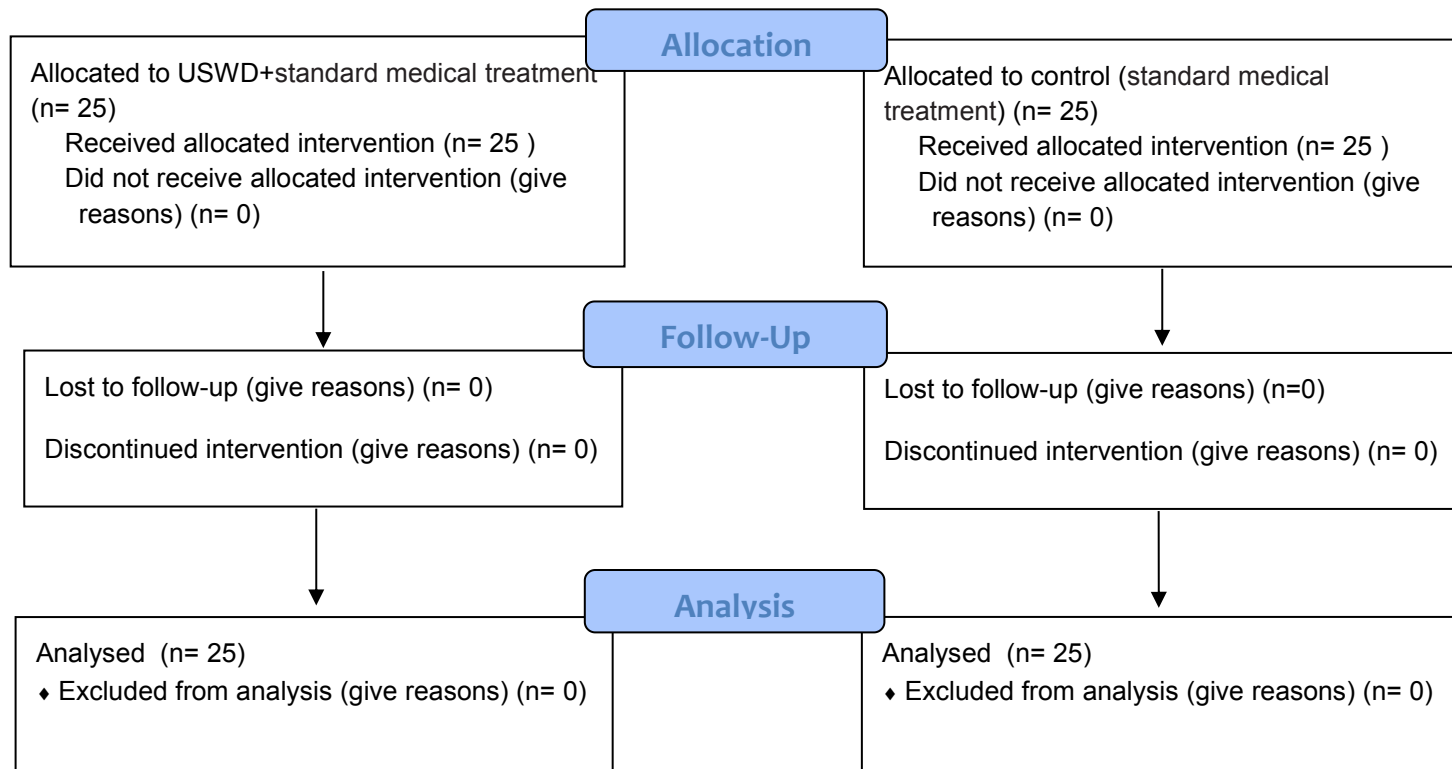 Allocation
Allocated to USWD+standard medical treatment
(n= 25)
Received allocated intervention (n= 25 )
Did not receive allocated intervention (give
reasons) (n= 0)
Allocated to control (standard medical
treatment) (n= 25)
Received allocated intervention (n= 25 )
Did not receive allocated intervention (give
reasons) (n= 0)
Follow-Up
Lost to follow-up (give reasons) (n= 0)
Discontinued intervention (give reasons) (n= 0)
Lost to follow-up (give reasons) (n=0)
Discontinued intervention (give reasons) (n= 0)
Analysis
Analysed  (n= 25)
♦ Excluded from analysis (give reasons) (n= 0)
Analysed  (n= 25)
♦ Excluded from analysis (give reasons) (n= 0)